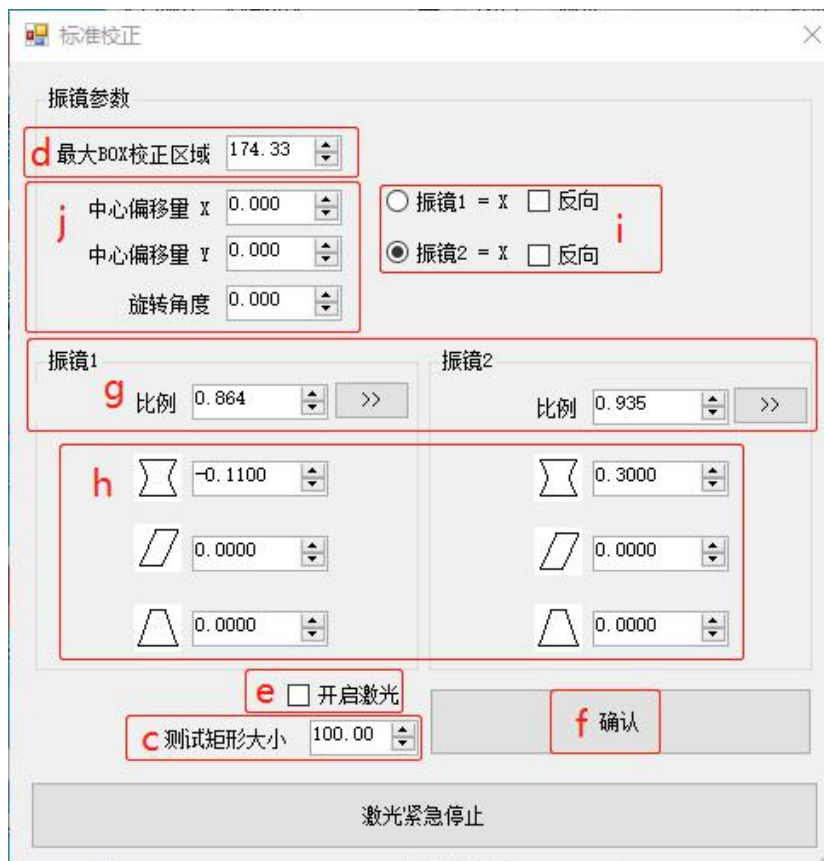 标准校正
振镜参数
d 最大BOX校正区域 174.33
j 中心偏移量 X 0.000
振镜1 = X 反向 i
中心偏移量 Y 0.000
振镜2 = X 反向
旋转角度 0.000
振镜1 振镜2
g 比例 0.864 >> 比例 0.935 >>
h -0.1100 0.3000
0.0000 0.0000
0.0000 0.0000
e 开启激光
c 测试矩形大小 100.00
f 确认
激光紧急停止